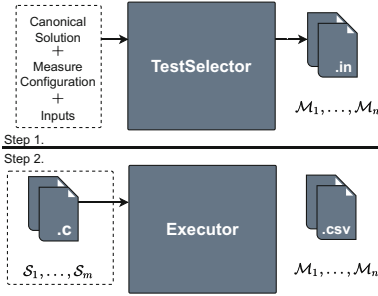 Canonical
Solution
+
Measure
Configuration
+
Inputs
TestSelector
.in
ℳ₁, . . . , ℳₙ
Step 1.
Step 2.
.c
𝒮₁, . . . , 𝒮ₘ
Executor
.csv
ℳ₁, . . . , ℳₙ